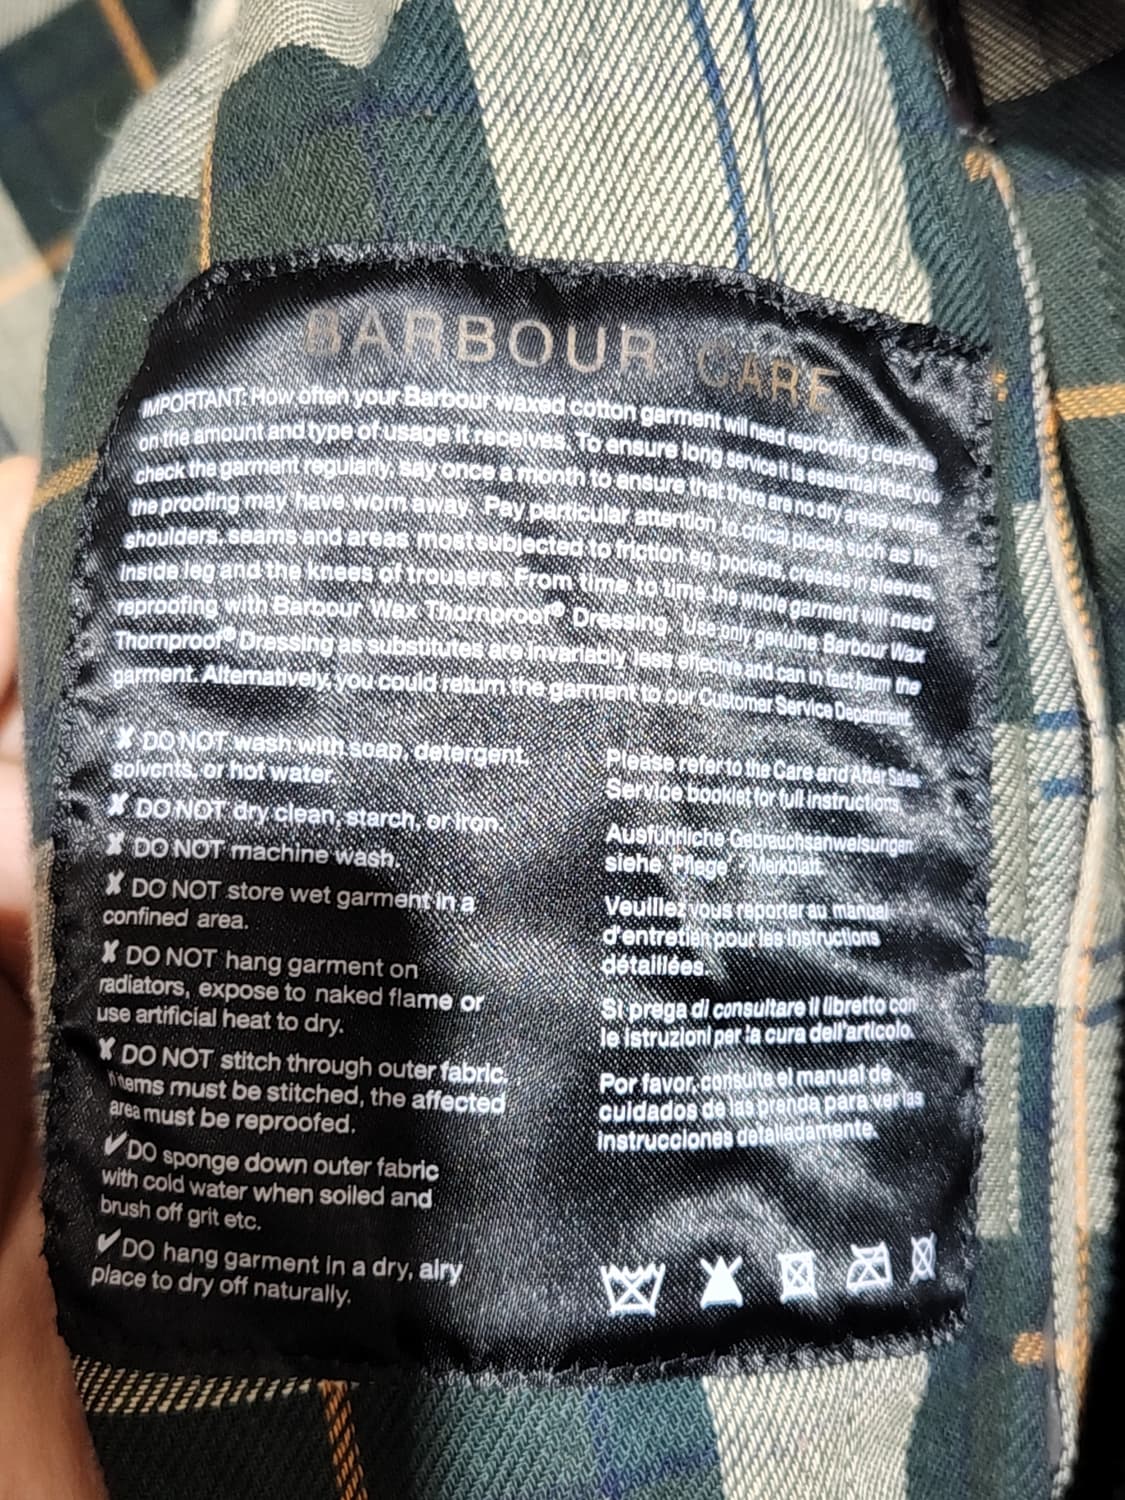 BARBOUR CARE
IMPORTANT: How often your Barbour waxed cotton garment will need reproofing depends
on the amount and type of usage it receives. To ensure long service it is essential that you
check the garment regularly, say once a month to ensure that there are no dry areas where
the proofing may have worn away. Pay particular attention to critical places such as the
shoulders, seams and areas most subjected to friction eg. pockets, creases in sleeves
inside leg and the knees of trousers. From time to time the whole garment will need
reproofing with Barbour Wax Thornproof® Dressing. Use only genuine Barbour Wax
Thornproof® Dressing as substitutes are invariably less effective and can in fact harm the
garment. Alternatively, you could return the garment to our Customer Service Department.
✘ DO NOT wash with soap, detergent,
solvents, or hot water.
✘ DO NOT dry clean, starch, or iron.
✘ DO NOT machine wash.
✘ DO NOT store wet garment in a
confined area.
✘ DO NOT hang garment on
radiators, expose to naked flame or
use artificial heat to dry.
✘ DO NOT stitch through outer fabric.
Items must be stitched, the affected
area must be reproofed.
✔ DO sponge down outer fabric
with cold water when soiled and
brush off grit etc.
✔ DO hang garment in a dry, airy
place to dry off naturally.
Please refer to the Care and After Sales
Service booklet for full instructions
Ausführliche Gebrauchsanweisungen
siehe "Pflege" - Merkblatt.
Veuillez vous reporter au manuel
d'entretien pour les instructions
détaillées.
Si prega di consultare il libretto con
le istruzioni per la cura dell'articolo.
Por favor, consulte el manual de
cuidados de las prenda para ver las
instrucciones detalladamente.